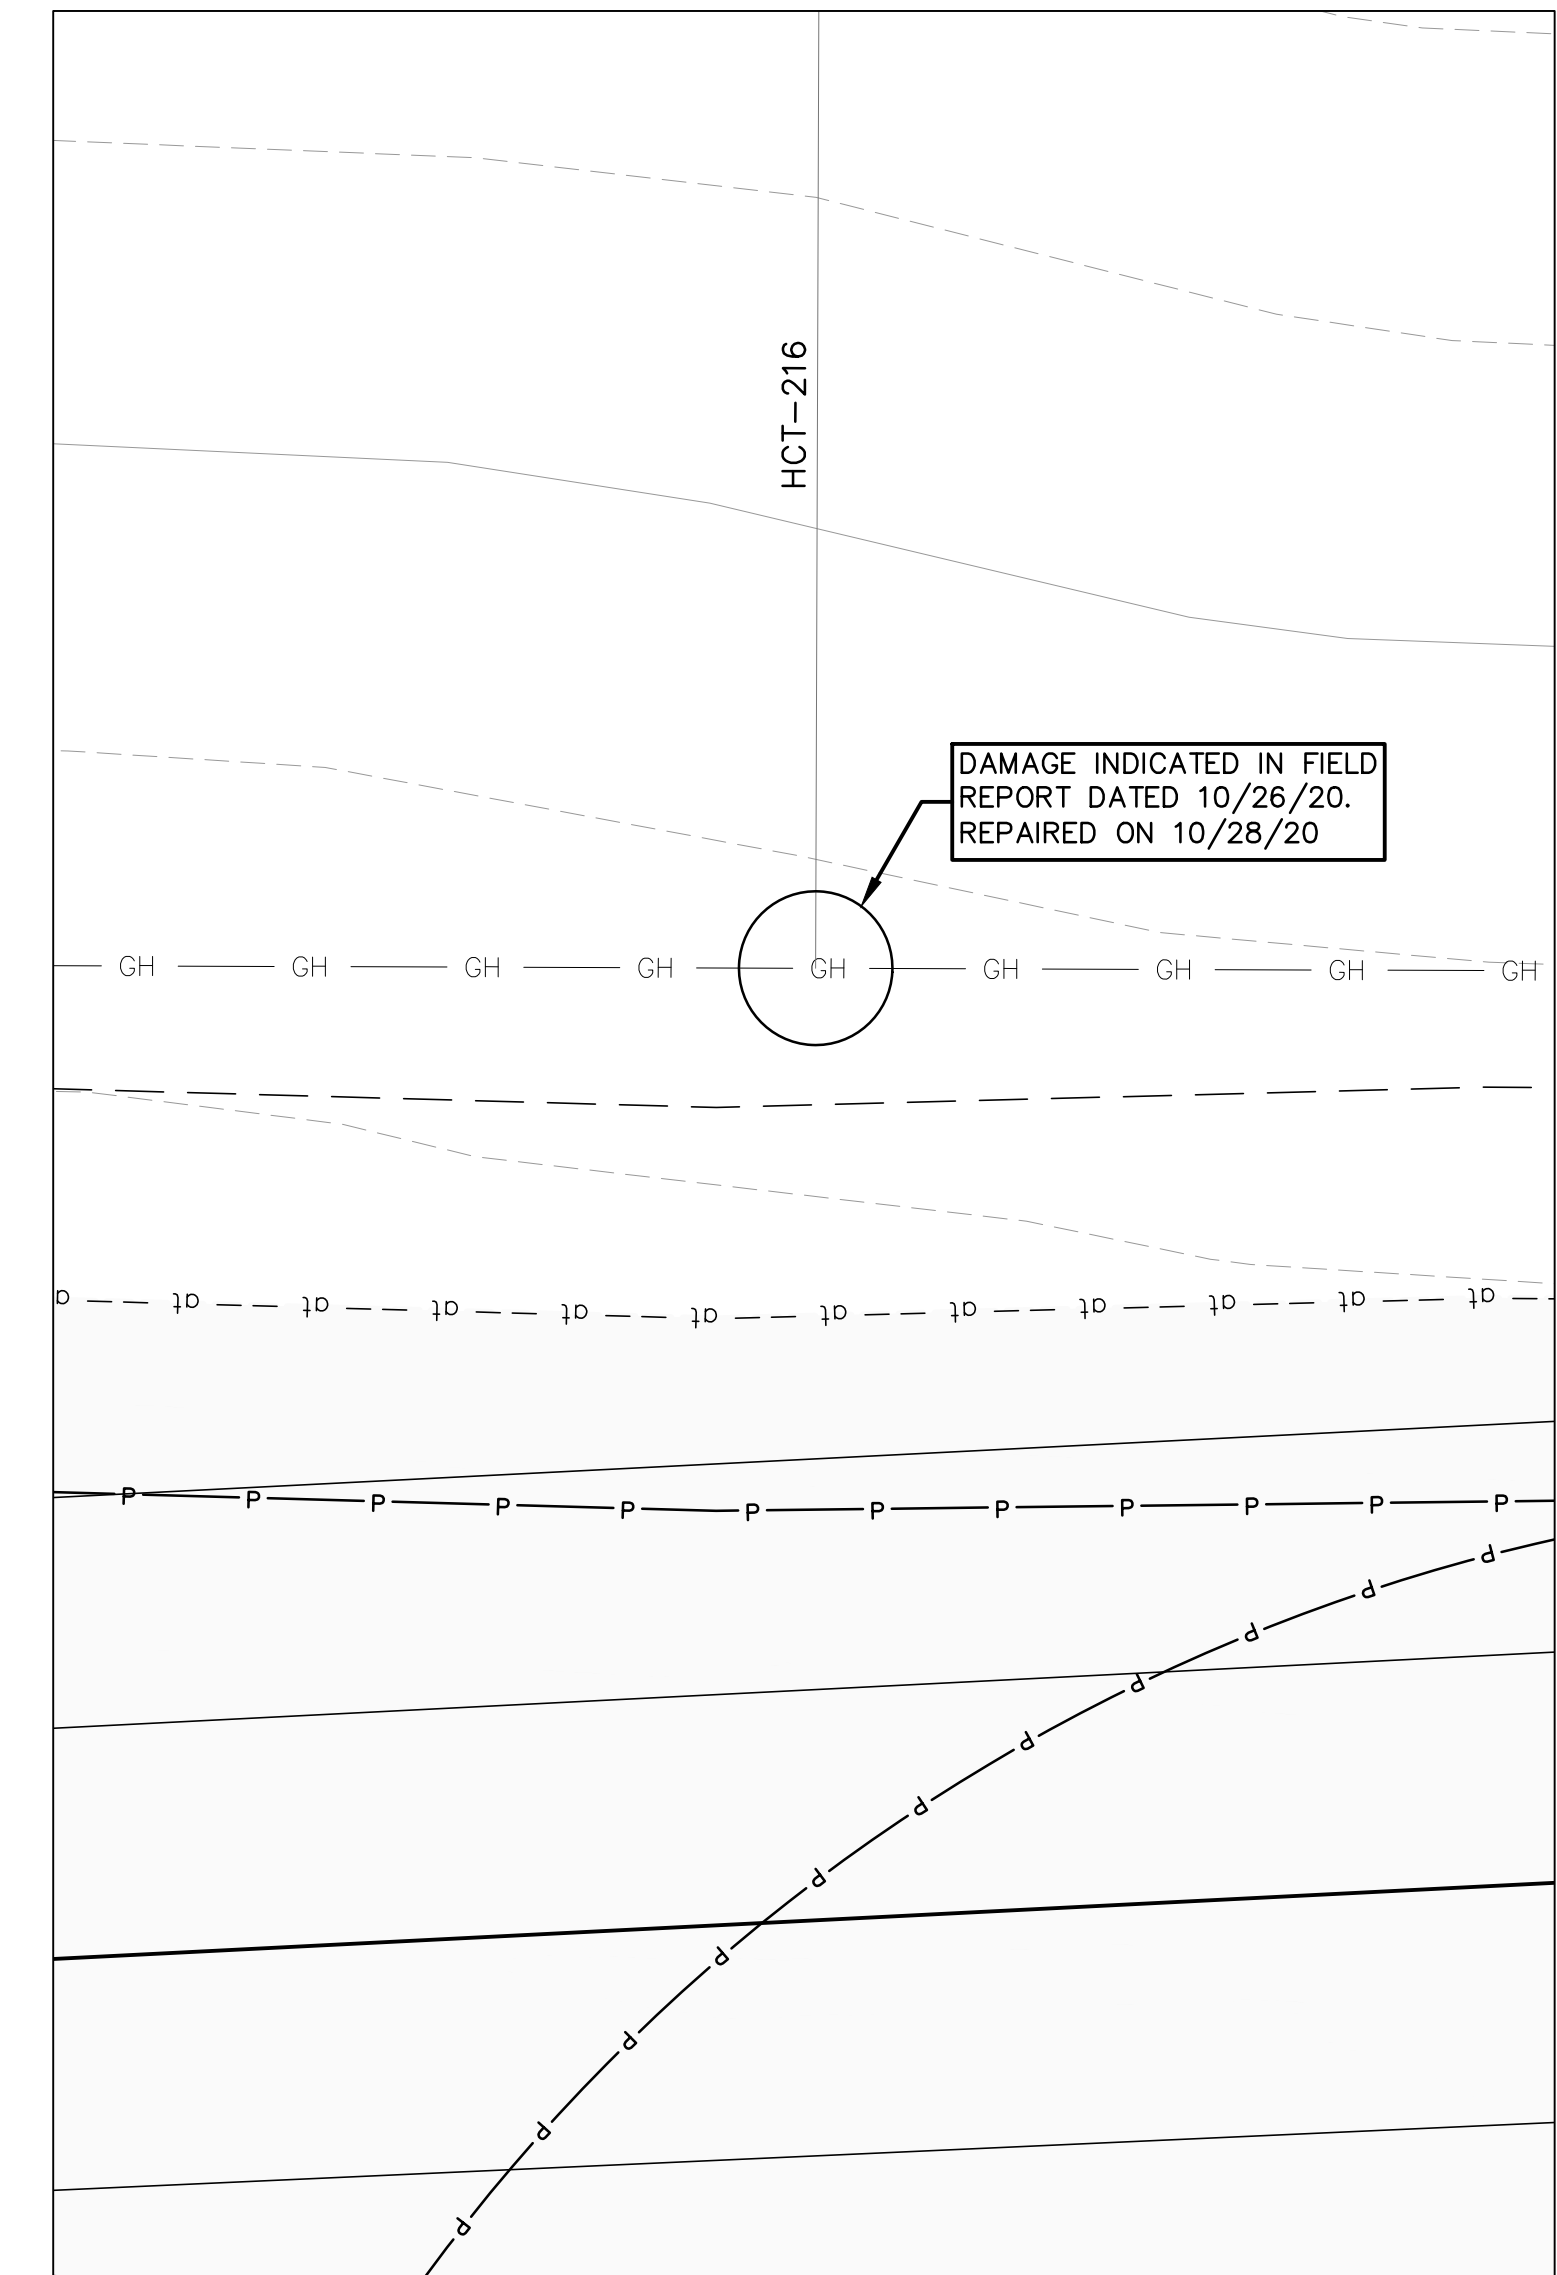 HCT-216
DAMAGE INDICATED IN FIELD
REPORT DATED 10/26/20.
REPAIRED ON 10/28/20
GH GH GH GH GH GH GH GH GH
a at at at at at at at at at at at
P P P P P P P P P P P P
P
P
P
P
P
P
P
P
P
P
P